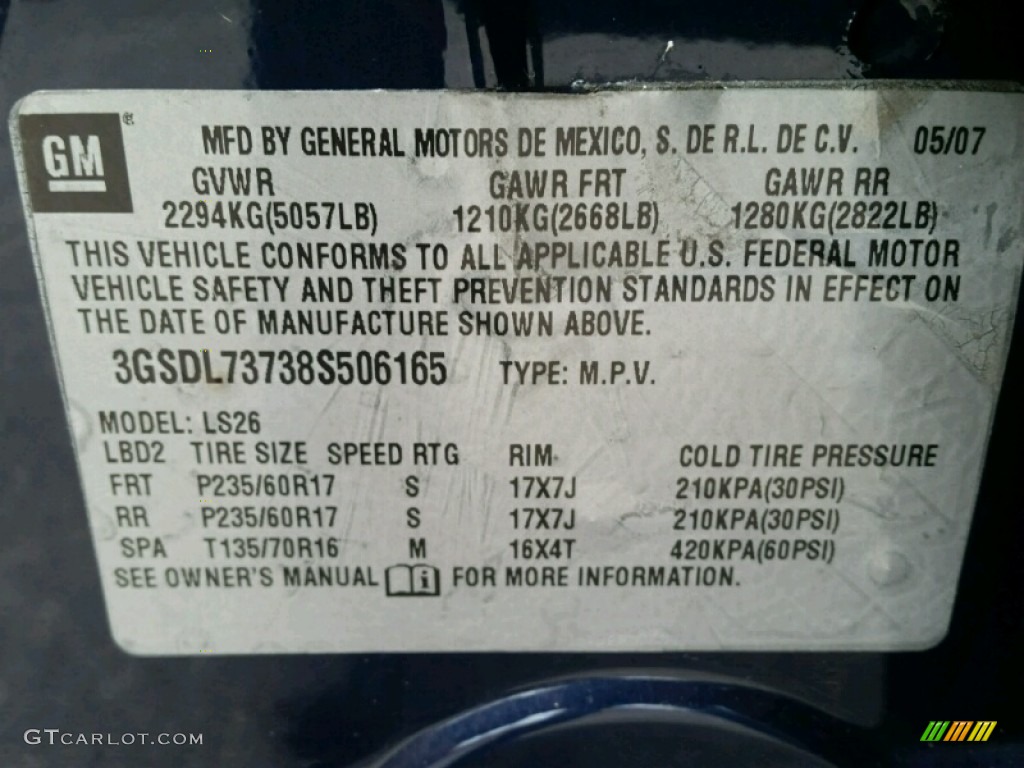 GM ® MFD BY GENERAL MOTORS DE MEXICO, S. DE R.L. DE C.V. 05/07
GVWR GAWR FRT GAWR RR
2294KG(5057LB) 1210KG(2668LB) 1280KG(2822LB)
THIS VEHICLE CONFORMS TO ALL APPLICABLE U.S. FEDERAL MOTOR
VEHICLE SAFETY AND THEFT PREVENTION STANDARDS IN EFFECT ON
THE DATE OF MANUFACTURE SHOWN ABOVE.
3GSDL73738S506165 TYPE: M.P.V.
MODEL: LS26
LBD2 TIRE SIZE SPEED RTG RIM COLD TIRE PRESSURE
FRT P235/60R17 S 17X7J 210KPA(30PSI)
RR P235/60R17 S 17X7J 210KPA(30PSI)
SPA T135/70R16 M 16X4T 420KPA(60PSI)
SEE OWNER'S MANUAL i FOR MORE INFORMATION.
GTCARLOT.COM